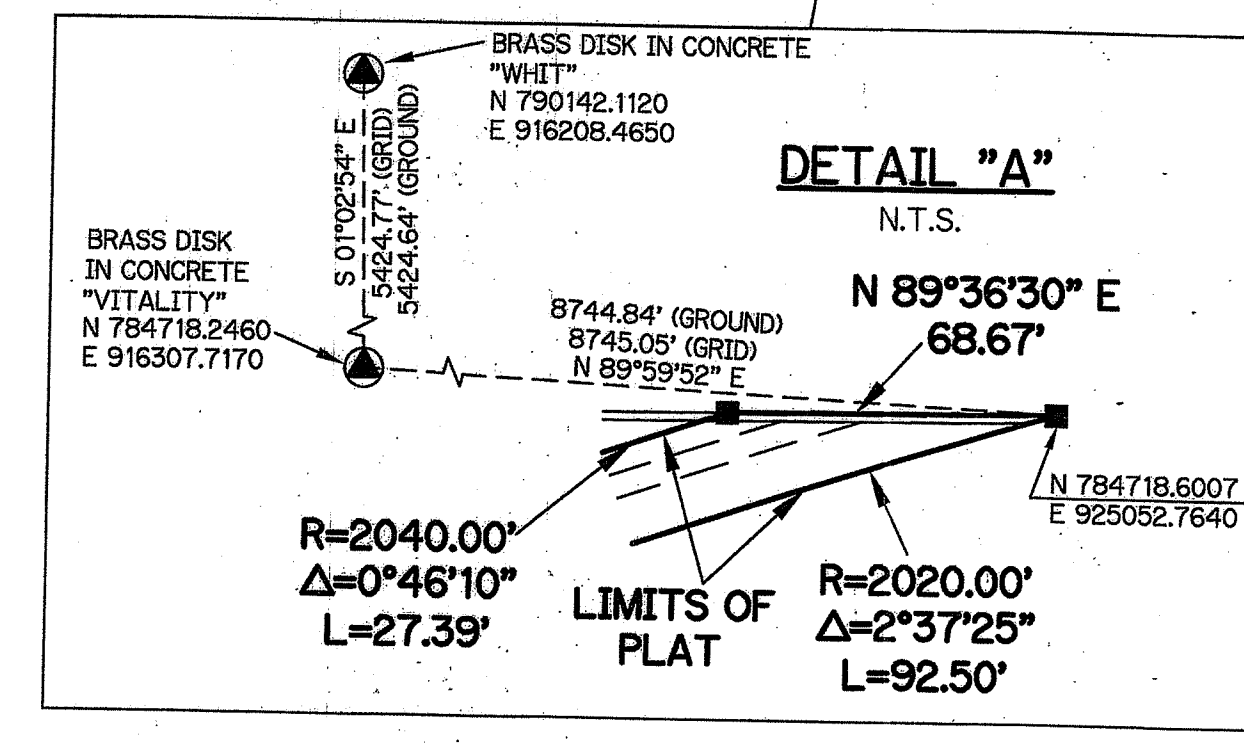 BRASS DISK IN CONCRETE
"WHIT"
N 790142.1120
E 916208.4650
S 01°02'54" E
5424.77' (GRID)
5424.64' (GROUND)
DETAIL "A"
N.T.S.
BRASS DISK
IN CONCRETE
"VITALITY"
N 784718.2460
E 916307.7170
8744.84' (GROUND)
8745.05' (GRID)
N 89°59'52" E
N 89°36'30" E
68.67'
N 784718.6007
E 925052.7640
R=2040.00'
Δ=0°46'10"
L=27.39'
LIMITS OF
PLAT
R=2020.00'
Δ=2°37'25"
L=92.50'